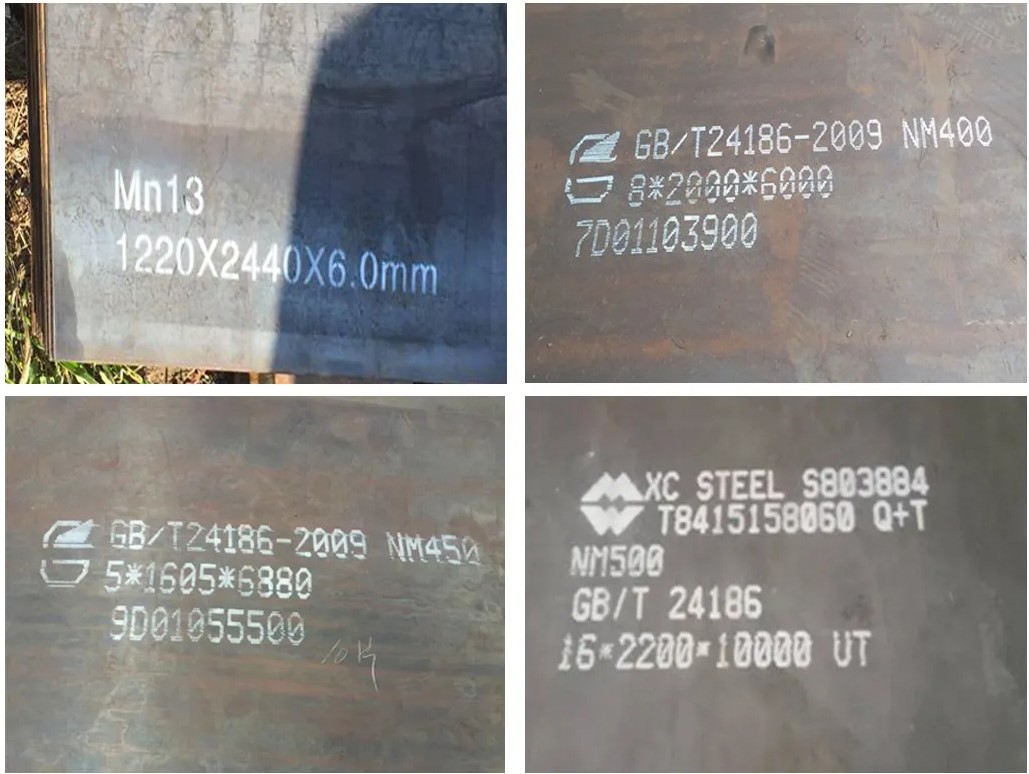 Mn13
1220X2440X6.0mm
GB/T24186-2009 NM400
8*2000*6000
7D01103900
GB/T24186-2009 NM450
5*1605*6880
9D01055500
XC STEEL S803884
T8415158060 Q+T
NM500
GB/T 24186
16*2200*10000 UT